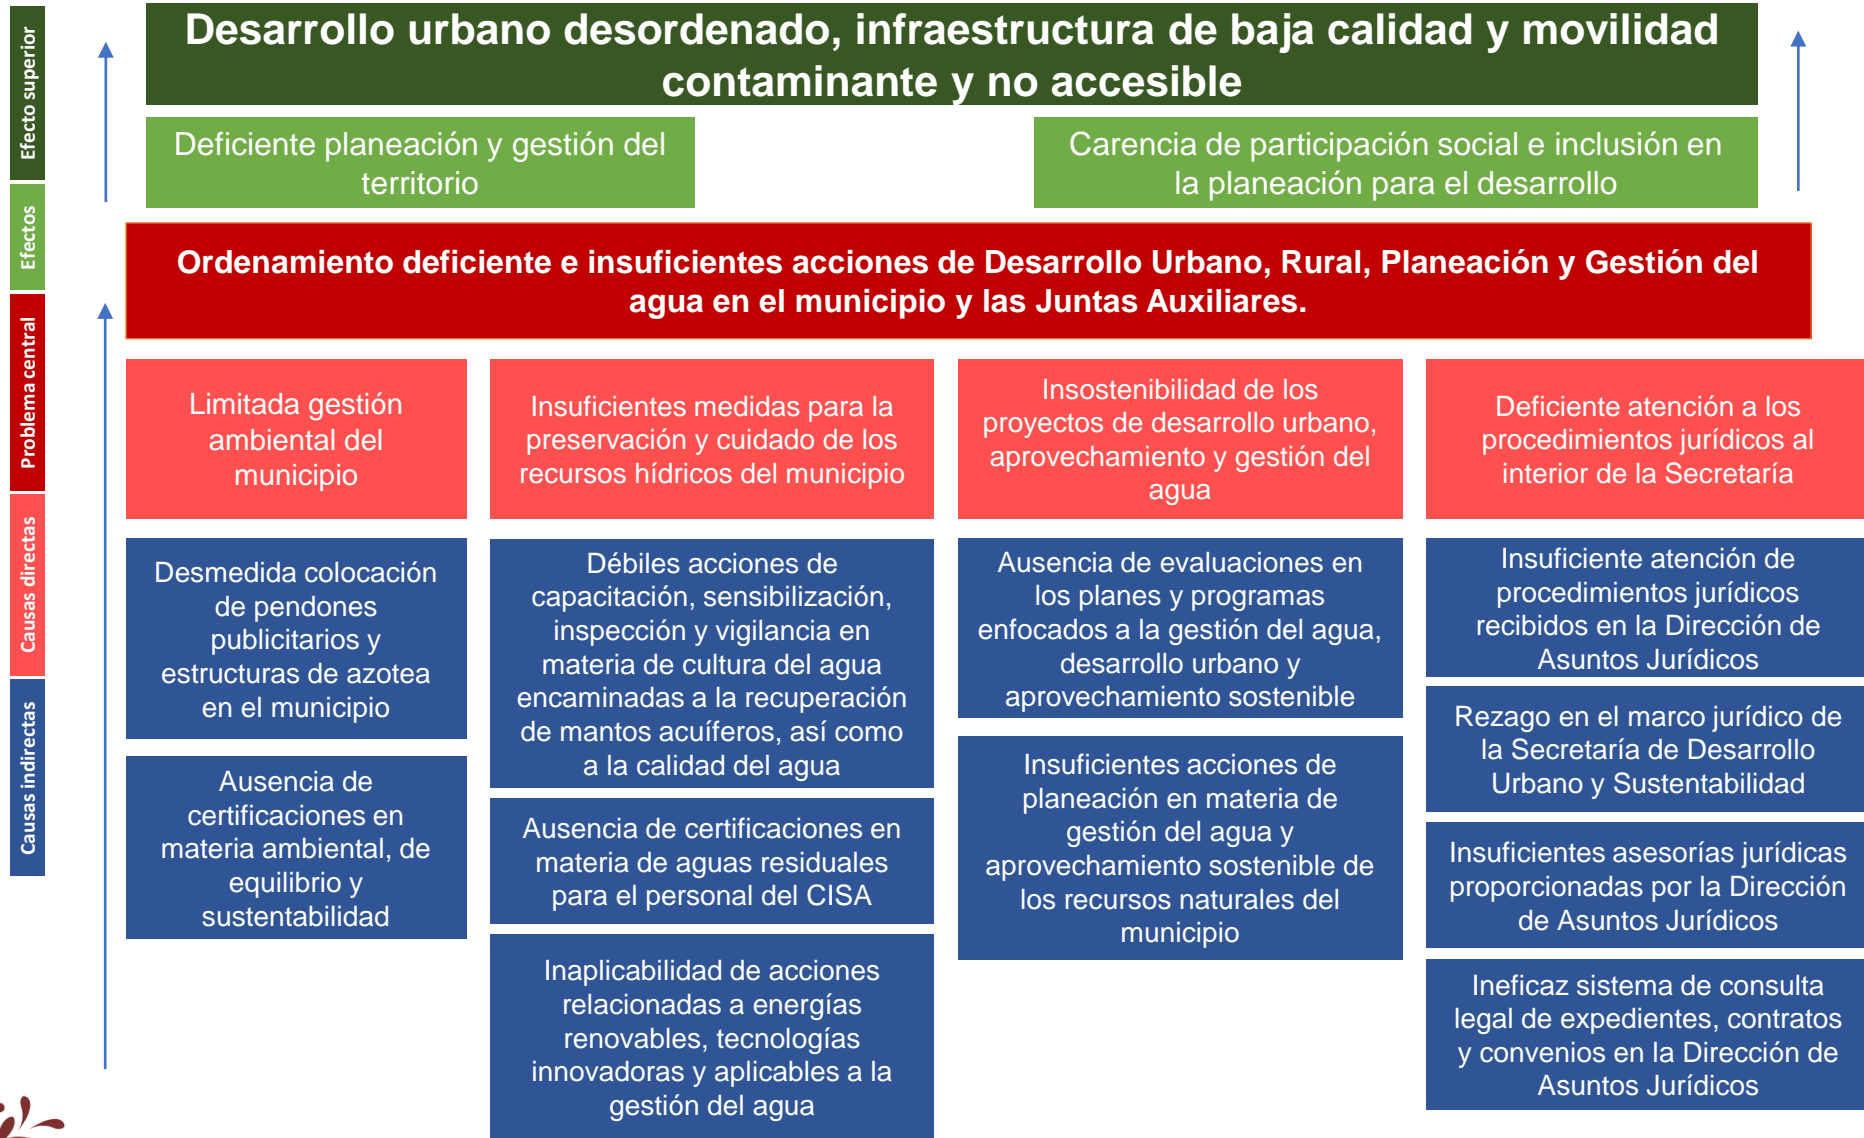 Efecto superior
Efectos
Problema central
Causas directas
Causas indirectas
Desarrollo urbano desordenado, infraestructura de baja calidad y movilidad
contaminante y no accesible
Deficiente planeación y gestión del
territorio
Carencia de participación social e inclusión en
la planeación para el desarrollo
Ordenamiento deficiente e insuficientes acciones de Desarrollo Urbano, Rural, Planeación y Gestión del
agua en el municipio y las Juntas Auxiliares.
Limitada gestión
ambiental del
municipio
Insuficientes medidas para la
preservación y cuidado de los
recursos hídricos del municipio
Insostenibilidad de los
proyectos de desarrollo urbano,
aprovechamiento y gestión del
agua
Deficiente atención a los
procedimientos jurídicos al
interior de la Secretaría
Desmedida colocación
de pendones
publicitarios y
estructuras de azotea
en el municipio
Ausencia de
certificaciones en
materia ambiental, de
equilibrio y
sustentabilidad
Débiles acciones de
capacitación, sensibilización,
inspección y vigilancia en
materia de cultura del agua
encaminadas a la recuperación
de mantos acuíferos, así como
a la calidad del agua
Ausencia de certificaciones en
materia de aguas residuales
para el personal del CISA
Inaplicabilidad de acciones
relacionadas a energías
renovables, tecnologías
innovadoras y aplicables a la
gestión del agua
Ausencia de evaluaciones en
los planes y programas
enfocados a la gestión del agua,
desarrollo urbano y
aprovechamiento sostenible
Insuficientes acciones de
planeación en materia de
gestión del agua y
aprovechamiento sostenible de
los recursos naturales del
municipio
Insuficiente atención de
procedimientos jurídicos
recibidos en la Dirección de
Asuntos Jurídicos
Rezago en el marco jurídico de
la Secretaría de Desarrollo
Urbano y Sustentabilidad
Insuficientes asesorías jurídicas
proporcionadas por la Dirección
de Asuntos Jurídicos
Ineficaz sistema de consulta
legal de expedientes, contratos
y convenios en la Dirección de
Asuntos Jurídicos